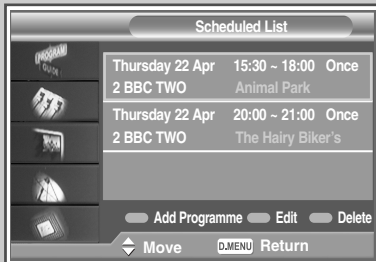 Scheduled List
PROGRAM
GUIDE
Thursday 22 Apr 15:30 ~ 18:00 Once
2 BBC TWO Animal Park
Thursday 22 Apr 20:00 ~ 21:00 Once
2 BBC TWO The Hairy Biker's
Add Programme Edit Delete
Move D.MENU Return